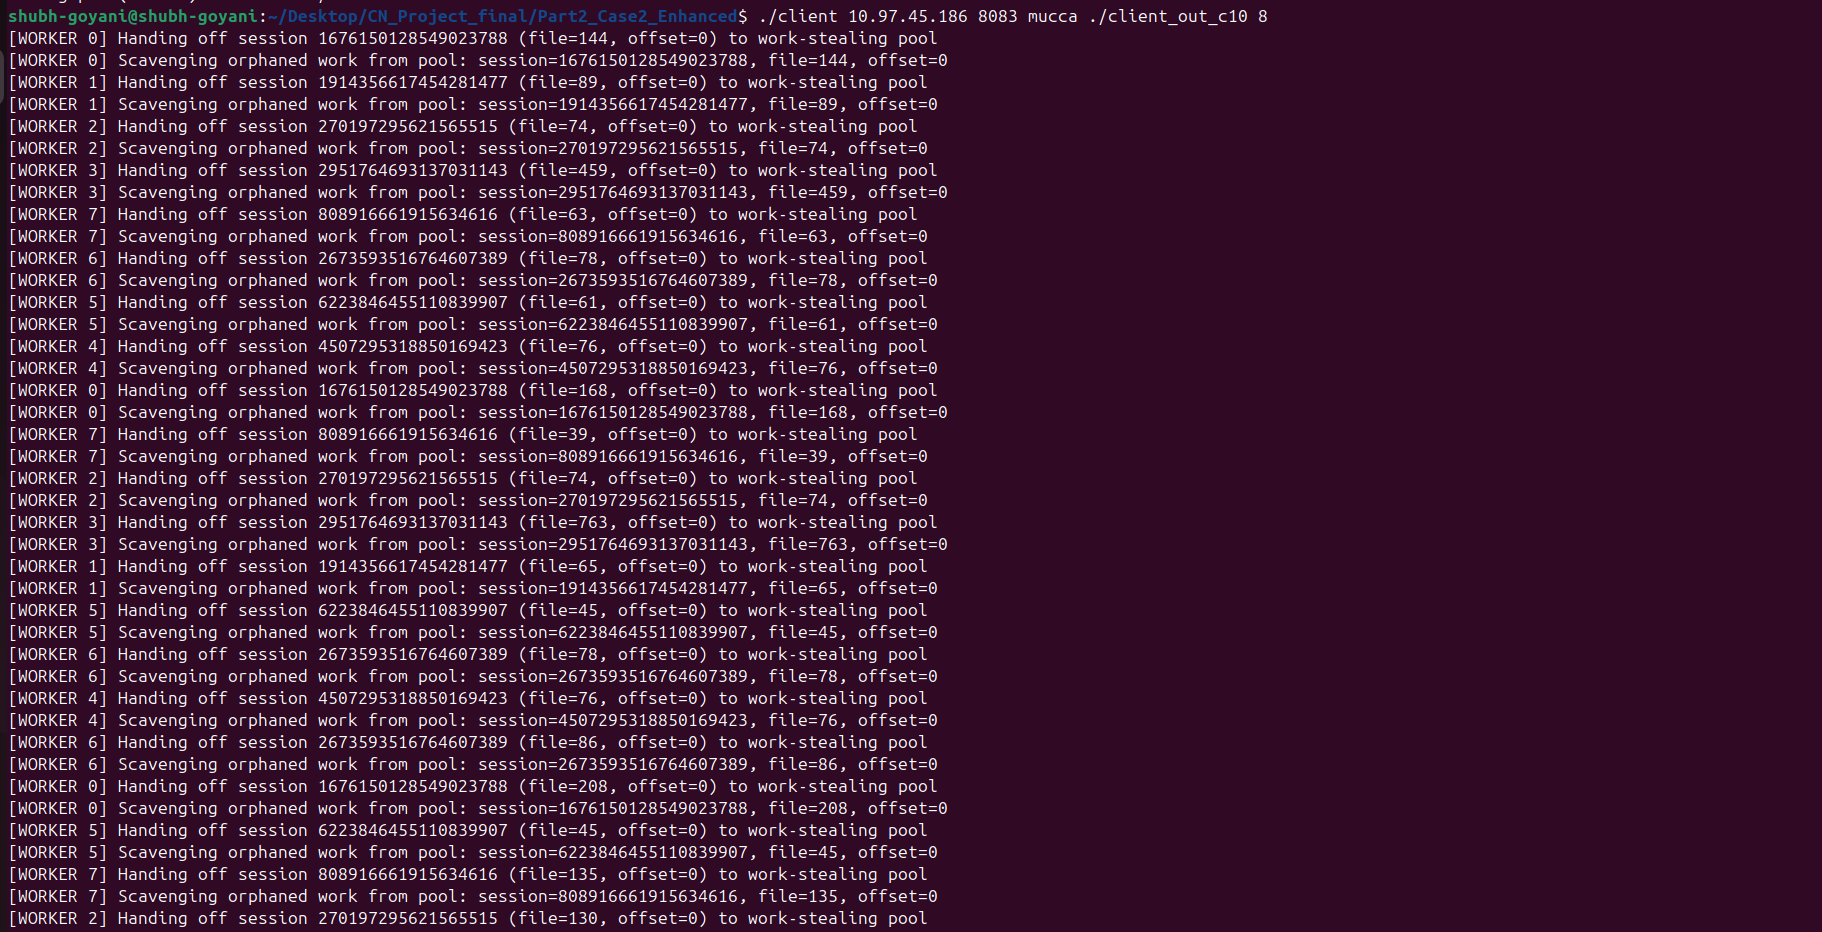 shubh-goyani@shubh-goyani:~/Desktop/CN_Project_final/Part2_Case2_Enhanced$ ./client 10.97.45.186 8083 mucca ./client_out_c10 8
[WORKER 0] Handing off session 1676150128549023788 (file=144, offset=0) to work-stealing pool
[WORKER 0] Scavenging orphaned work from pool: session=1676150128549023788, file=144, offset=0
[WORKER 1] Handing off session 1914356617454281477 (file=89, offset=0) to work-stealing pool
[WORKER 1] Scavenging orphaned work from pool: session=1914356617454281477, file=89, offset=0
[WORKER 2] Handing off session 270197295621565515 (file=74, offset=0) to work-stealing pool
[WORKER 2] Scavenging orphaned work from pool: session=270197295621565515, file=74, offset=0
[WORKER 3] Handing off session 2951764693137031143 (file=459, offset=0) to work-stealing pool
[WORKER 3] Scavenging orphaned work from pool: session=2951764693137031143, file=459, offset=0
[WORKER 7] Handing off session 808916661915634616 (file=63, offset=0) to work-stealing pool
[WORKER 7] Scavenging orphaned work from pool: session=808916661915634616, file=63, offset=0
[WORKER 6] Handing off session 2673593516764607389 (file=78, offset=0) to work-stealing pool
[WORKER 6] Scavenging orphaned work from pool: session=2673593516764607389, file=78, offset=0
[WORKER 5] Handing off session 6223846455110839907 (file=61, offset=0) to work-stealing pool
[WORKER 5] Scavenging orphaned work from pool: session=6223846455110839907, file=61, offset=0
[WORKER 4] Handing off session 4507295318850169423 (file=76, offset=0) to work-stealing pool
[WORKER 4] Scavenging orphaned work from pool: session=4507295318850169423, file=76, offset=0
[WORKER 0] Handing off session 1676150128549023788 (file=168, offset=0) to work-stealing pool
[WORKER 0] Scavenging orphaned work from pool: session=1676150128549023788, file=168, offset=0
[WORKER 7] Handing off session 808916661915634616 (file=39, offset=0) to work-stealing pool
[WORKER 7] Scavenging orphaned work from pool: session=808916661915634616, file=39, offset=0
[WORKER 2] Handing off session 270197295621565515 (file=74, offset=0) to work-stealing pool
[WORKER 2] Scavenging orphaned work from pool: session=270197295621565515, file=74, offset=0
[WORKER 3] Handing off session 2951764693137031143 (file=763, offset=0) to work-stealing pool
[WORKER 3] Scavenging orphaned work from pool: session=2951764693137031143, file=763, offset=0
[WORKER 1] Handing off session 1914356617454281477 (file=65, offset=0) to work-stealing pool
[WORKER 1] Scavenging orphaned work from pool: session=1914356617454281477, file=65, offset=0
[WORKER 5] Handing off session 6223846455110839907 (file=45, offset=0) to work-stealing pool
[WORKER 5] Scavenging orphaned work from pool: session=6223846455110839907, file=45, offset=0
[WORKER 6] Handing off session 2673593516764607389 (file=78, offset=0) to work-stealing pool
[WORKER 6] Scavenging orphaned work from pool: session=2673593516764607389, file=78, offset=0
[WORKER 4] Handing off session 4507295318850169423 (file=76, offset=0) to work-stealing pool
[WORKER 4] Scavenging orphaned work from pool: session=4507295318850169423, file=76, offset=0
[WORKER 6] Handing off session 2673593516764607389 (file=86, offset=0) to work-stealing pool
[WORKER 6] Scavenging orphaned work from pool: session=2673593516764607389, file=86, offset=0
[WORKER 0] Handing off session 1676150128549023788 (file=208, offset=0) to work-stealing pool
[WORKER 0] Scavenging orphaned work from pool: session=1676150128549023788, file=208, offset=0
[WORKER 5] Handing off session 6223846455110839907 (file=45, offset=0) to work-stealing pool
[WORKER 5] Scavenging orphaned work from pool: session=6223846455110839907, file=45, offset=0
[WORKER 7] Handing off session 808916661915634616 (file=135, offset=0) to work-stealing pool
[WORKER 7] Scavenging orphaned work from pool: session=808916661915634616, file=135, offset=0
[WORKER 2] Handing off session 270197295621565515 (file=130, offset=0) to work-stealing pool